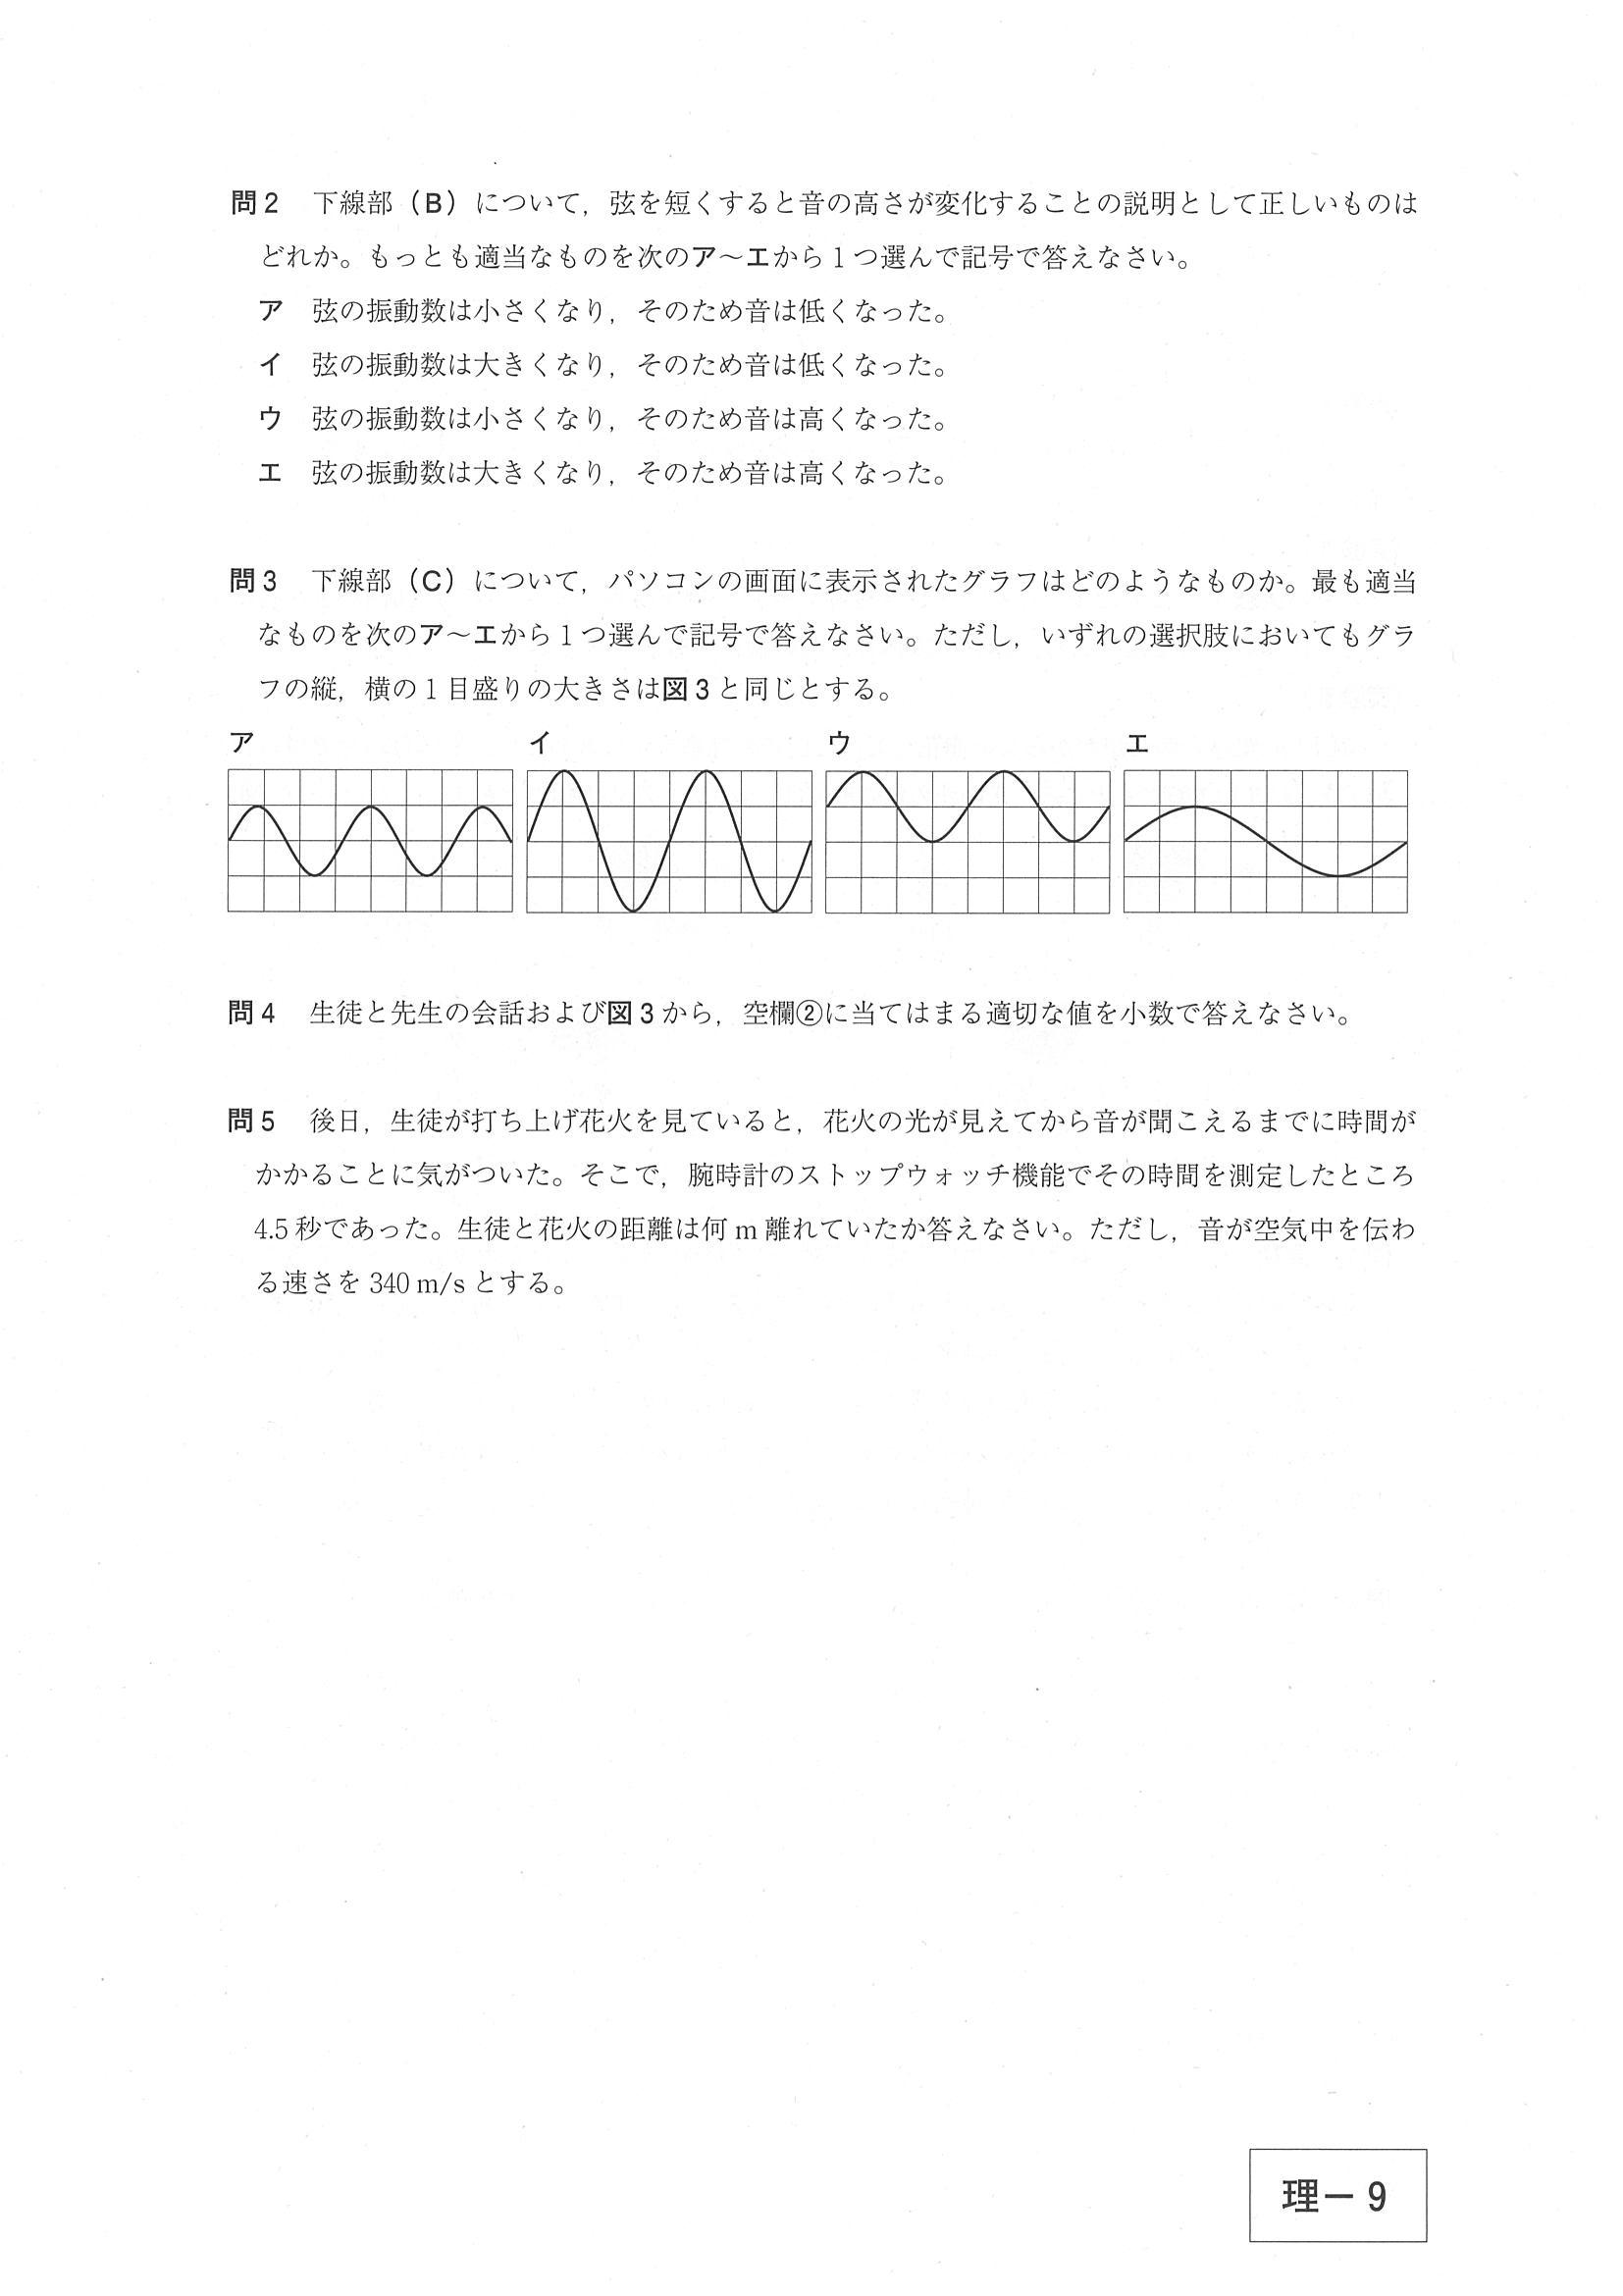 問2　下線部（B）について，弦を短くすると音の高さが変化することの説明として正しいものは
どれか。もっとも適当なものを次のア～エから1つ選んで記号で答えなさい。
ア　弦の振動数は小さくなり，そのため音は低くなった。
イ　弦の振動数は大きくなり，そのため音は低くなった。
ウ　弦の振動数は小さくなり，そのため音は高くなった。
エ　弦の振動数は大きくなり，そのため音は高くなった。
問3　下線部（C）について，パソコンの画面に表示されたグラフはどのようなものか。最も適当
なものを次のア～エから1つ選んで記号で答えなさい。ただし，いずれの選択肢においてもグラ
フの縦，横の1目盛りの大きさは図3と同じとする。
ア　イ　ウ　エ
問4　生徒と先生の会話および図3から，空欄②に当てはまる適切な値を小数で答えなさい。
問5　後日，生徒が打ち上げ花火を見ていると，花火の光が見えてから音が聞こえるまでに時間が
かかることに気がついた。そこで，腕時計のストップウォッチ機能でその時間を測定したところ
4.5秒であった。生徒と花火の距離は何m離れていたか答えなさい。ただし，音が空気中を伝わ
る速さを340 m/sとする。
理－9